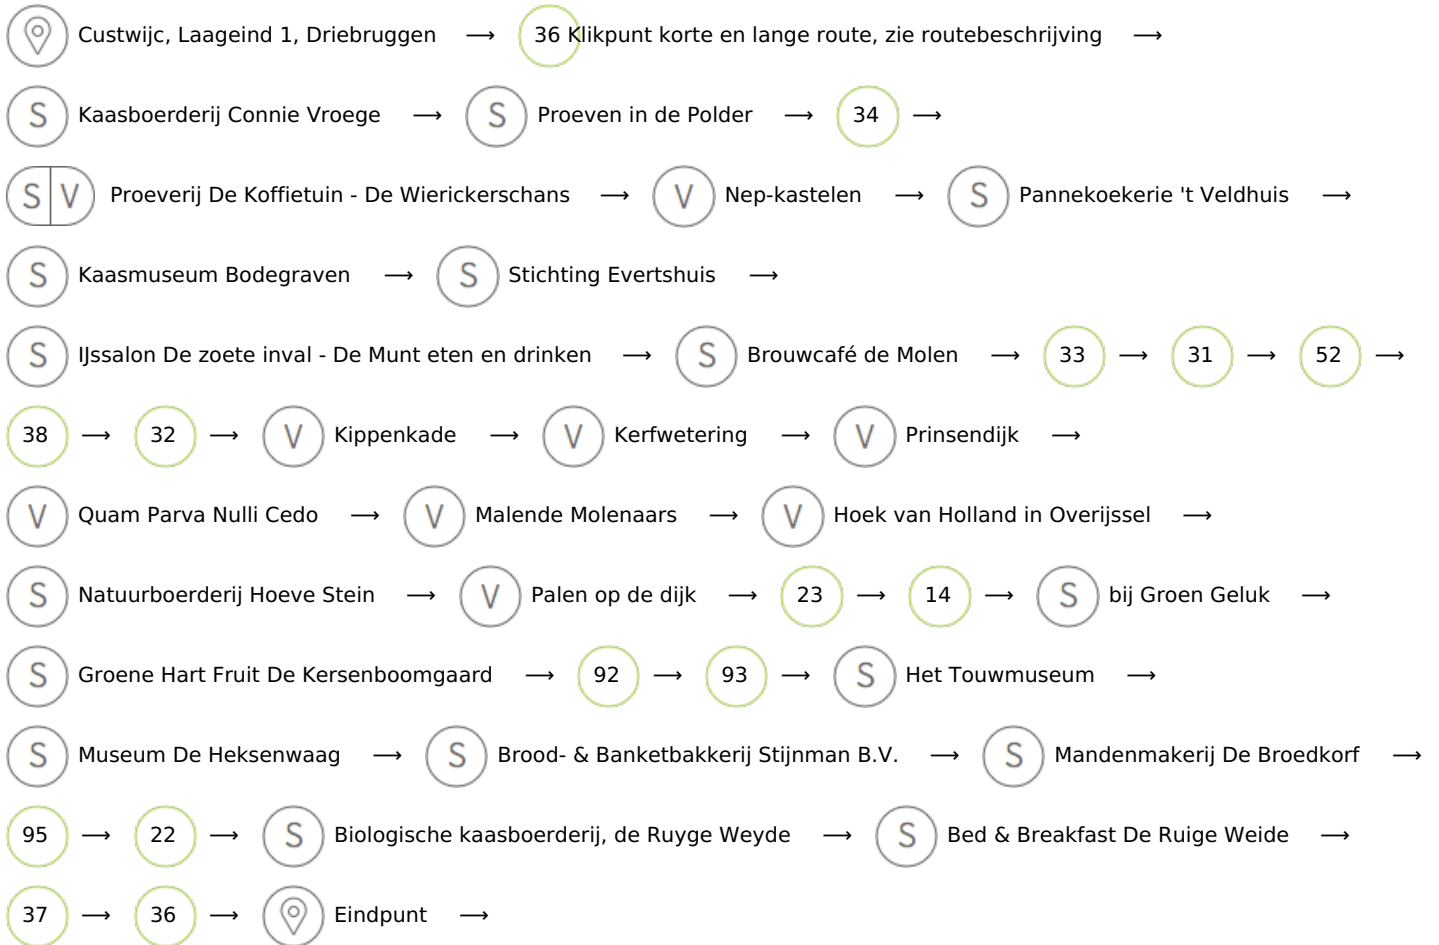 Custwijc, Laageind 1, Driebruggen → 36 Klikpunt korte en lange route, zie routebeschrijving →
S Kaasboerderij Connie Vroege → S Proeven in de Polder → 34 →
S V Proeverij De Koffietuin - De Wierickerschans → V Nep-kastelen → S Pannekoekerie 't Veldhuis →
S Kaasmuseum Bodegraven → S Stichting Evertshuis →
S IJssalon De zoete inval - De Munt eten en drinken → S Brouwcafé de Molen → 33 → 31 → 52 →
38 → 32 → V Kippenkade → V Kerfwetering → V Prinsendijk →
V Quam Parva Nulli Cedo → V Malende Molenaars → V Hoek van Holland in Overijssel →
S Natuurboerderij Hoeve Stein → V Palen op de dijk → 23 → 14 → S bij Groen Geluk →
S Groene Hart Fruit De Kersenboomgaard → 92 → 93 → S Het Touwmuseum →
S Museum De Heksenwaag → S Brood- & Banketbakkerij Stijnman B.V. → S Mandenmakerij De Broedkorf →
95 → 22 → S Biologische kaasboerderij, de Ruyge Weyde → S Bed & Breakfast De Ruige Weide →
37 → 36 → Eindpunt →